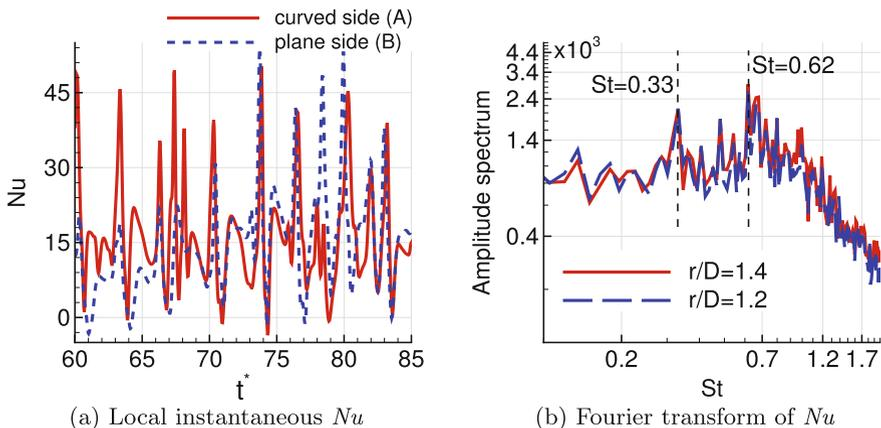 curved side (A)
plane side (B)
45
30
15
0
Nu
60 65 70 75 80 85
t*
(a) Local instantaneous Nu
x10³
4.4
3.4
2.4
1.4
0.4
Amplitude spectrum
St=0.33
St=0.62
r/D=1.4
r/D=1.2
0.2 0.7 1.2 1.7
St
(b) Fourier transform of Nu